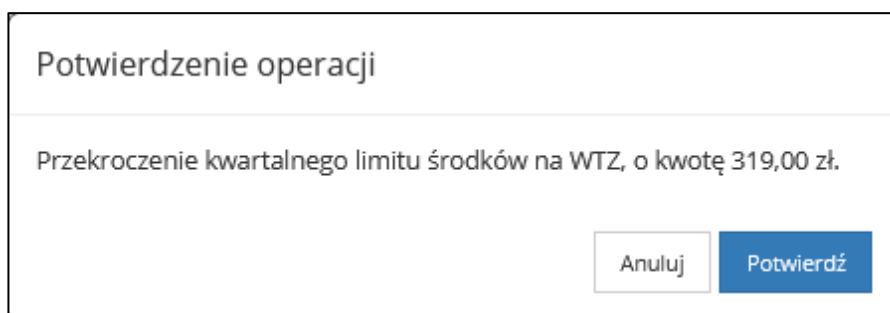 Potwierdzenie operacji
Przekroczenie kwartalnego limitu środków na WTZ, o kwotę 319,00 zł.
Anuluj
Potwierdź